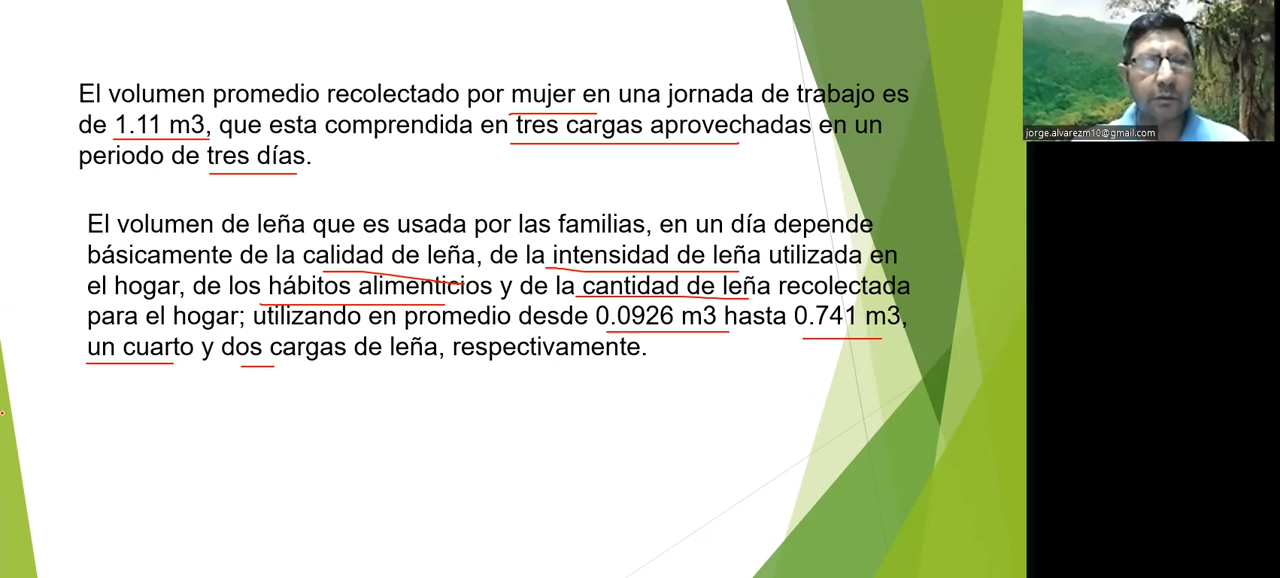 El volumen promedio recolectado por mujer en una jornada de trabajo es
de 1.11 m3, que esta comprendida en tres cargas aprovechadas en un
periodo de tres días.
El volumen de leña que es usada por las familias, en un día depende
básicamente de la calidad de leña, de la intensidad de leña utilizada en
el hogar, de los hábitos alimenticios y de la cantidad de leña recolectada
para el hogar; utilizando en promedio desde 0.0926 m3 hasta 0.741 m3,
un cuarto y dos cargas de leña, respectivamente.
jorge.alvarezm10@gmail.com